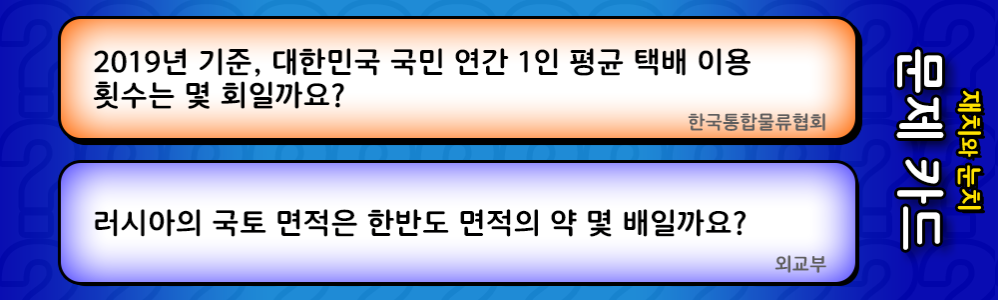 2019년 기준, 대한민국 국민 연간 1인 평균 택배 이용
횟수는 몇 회일까요?
한국통합물류협회
러시아의 국토 면적은 한반도 면적의 약 몇 배일까요?
외교부
재치와 눈치
문제 카드